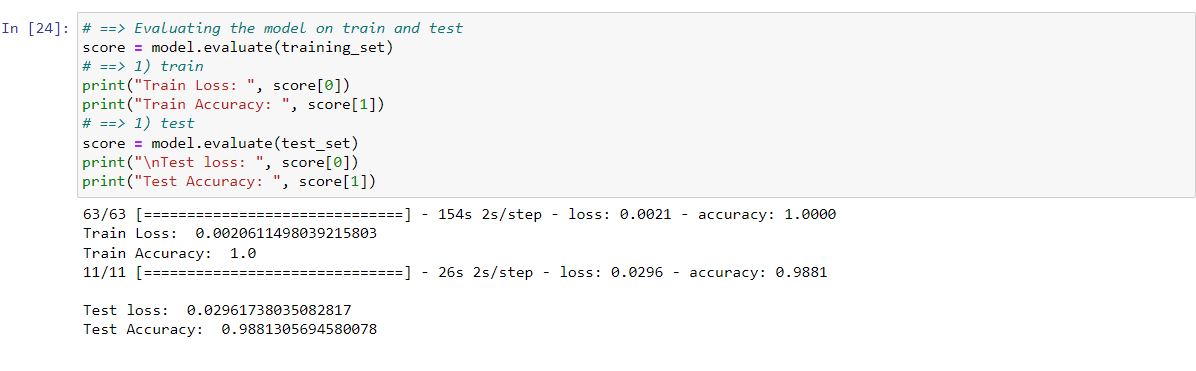 In [24]: # ==> Evaluating the model on train and test
score = model.evaluate(training_set)
# ==> 1) train
print("Train Loss: ", score[0])
print("Train Accuracy: ", score[1])
# ==> 1) test
score = model.evaluate(test_set)
print("\nTest loss: ", score[0])
print("Test Accuracy: ", score[1])
63/63 [==============================] - 154s 2s/step - loss: 0.0021 - accuracy: 1.0000
Train Loss:  0.0020611498039215803
Train Accuracy:  1.0
11/11 [==============================] - 26s 2s/step - loss: 0.0296 - accuracy: 0.9881
Test loss:  0.02961738035082817
Test Accuracy:  0.9881305694580078